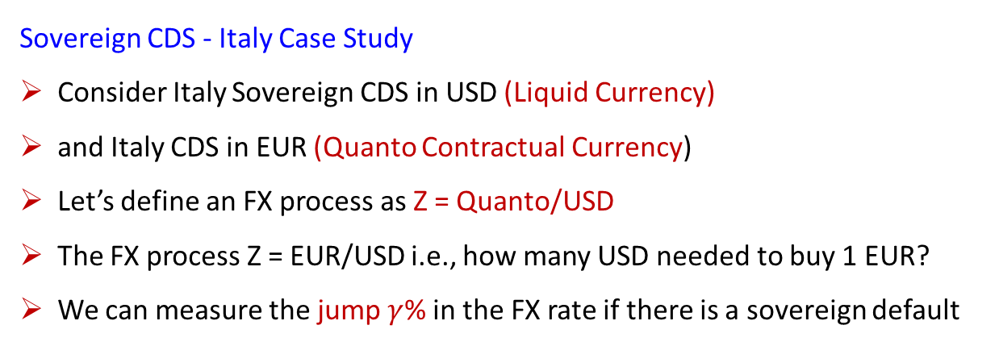 Sovereign CDS - Italy Case Study
➢ Consider Italy Sovereign CDS in USD (Liquid Currency)
➢ and Italy CDS in EUR (Quanto Contractual Currency)
➢ Let’s define an FX process as Z = Quanto/USD
➢ The FX process Z = EUR/USD i.e., how many USD needed to buy 1 EUR?
➢ We can measure the jump γ% in the FX rate if there is a sovereign default